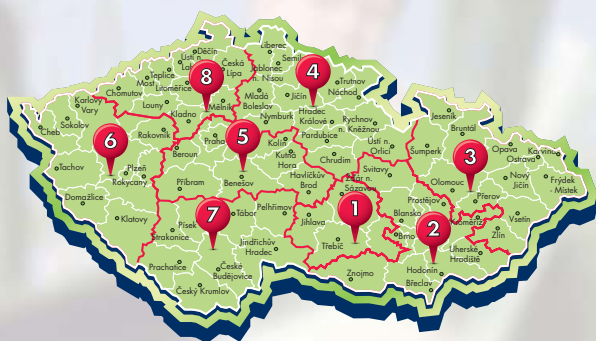 Děčín
Liberec
Ústí n.
Lab.
Česká
Lípa
Semily
Jablonec
n. Nisou
Teplice
Most
Litoměřice
8
4
Trutnov
Náchod
Chomutov
Karlovy
Vary
Louny
Mělník
Mladá
Boleslav
Jičín
Hradec
Králové
Rychnov
n. Kněžnou
Jeseník
Bruntál
Sokolov
Cheb
Kladno
Nymburk
Rakovník
Praha
5
Kolín
Pardubice
Ústí n.
Orlicí
Šumperk
Opava
Ostrava
Karviná
6
Beroun
Kutná
Hora
Chrudim
3
Tachov
Plzeň
Rokycany
Příbram
Benešov
Havlíčkův
Brod
Žďár n.
Sázavou
Svitavy
Olomouc
Nový
Jičín
Frýdek
- Místek
Přerov
Prostějov
Domažlice
Klatovy
7
Tábor
Pelhřimov
Jihlava
1
Blansko
2
Kroměříž
Vsetín
Zlín
Písek
Strakonice
Jindřichův
Hradec
Třebíč
Brno
Uherské
Hradiště
Prachatice
České
Budějovice
Znojmo
Hodonín
Břeclav
Český Krumlov